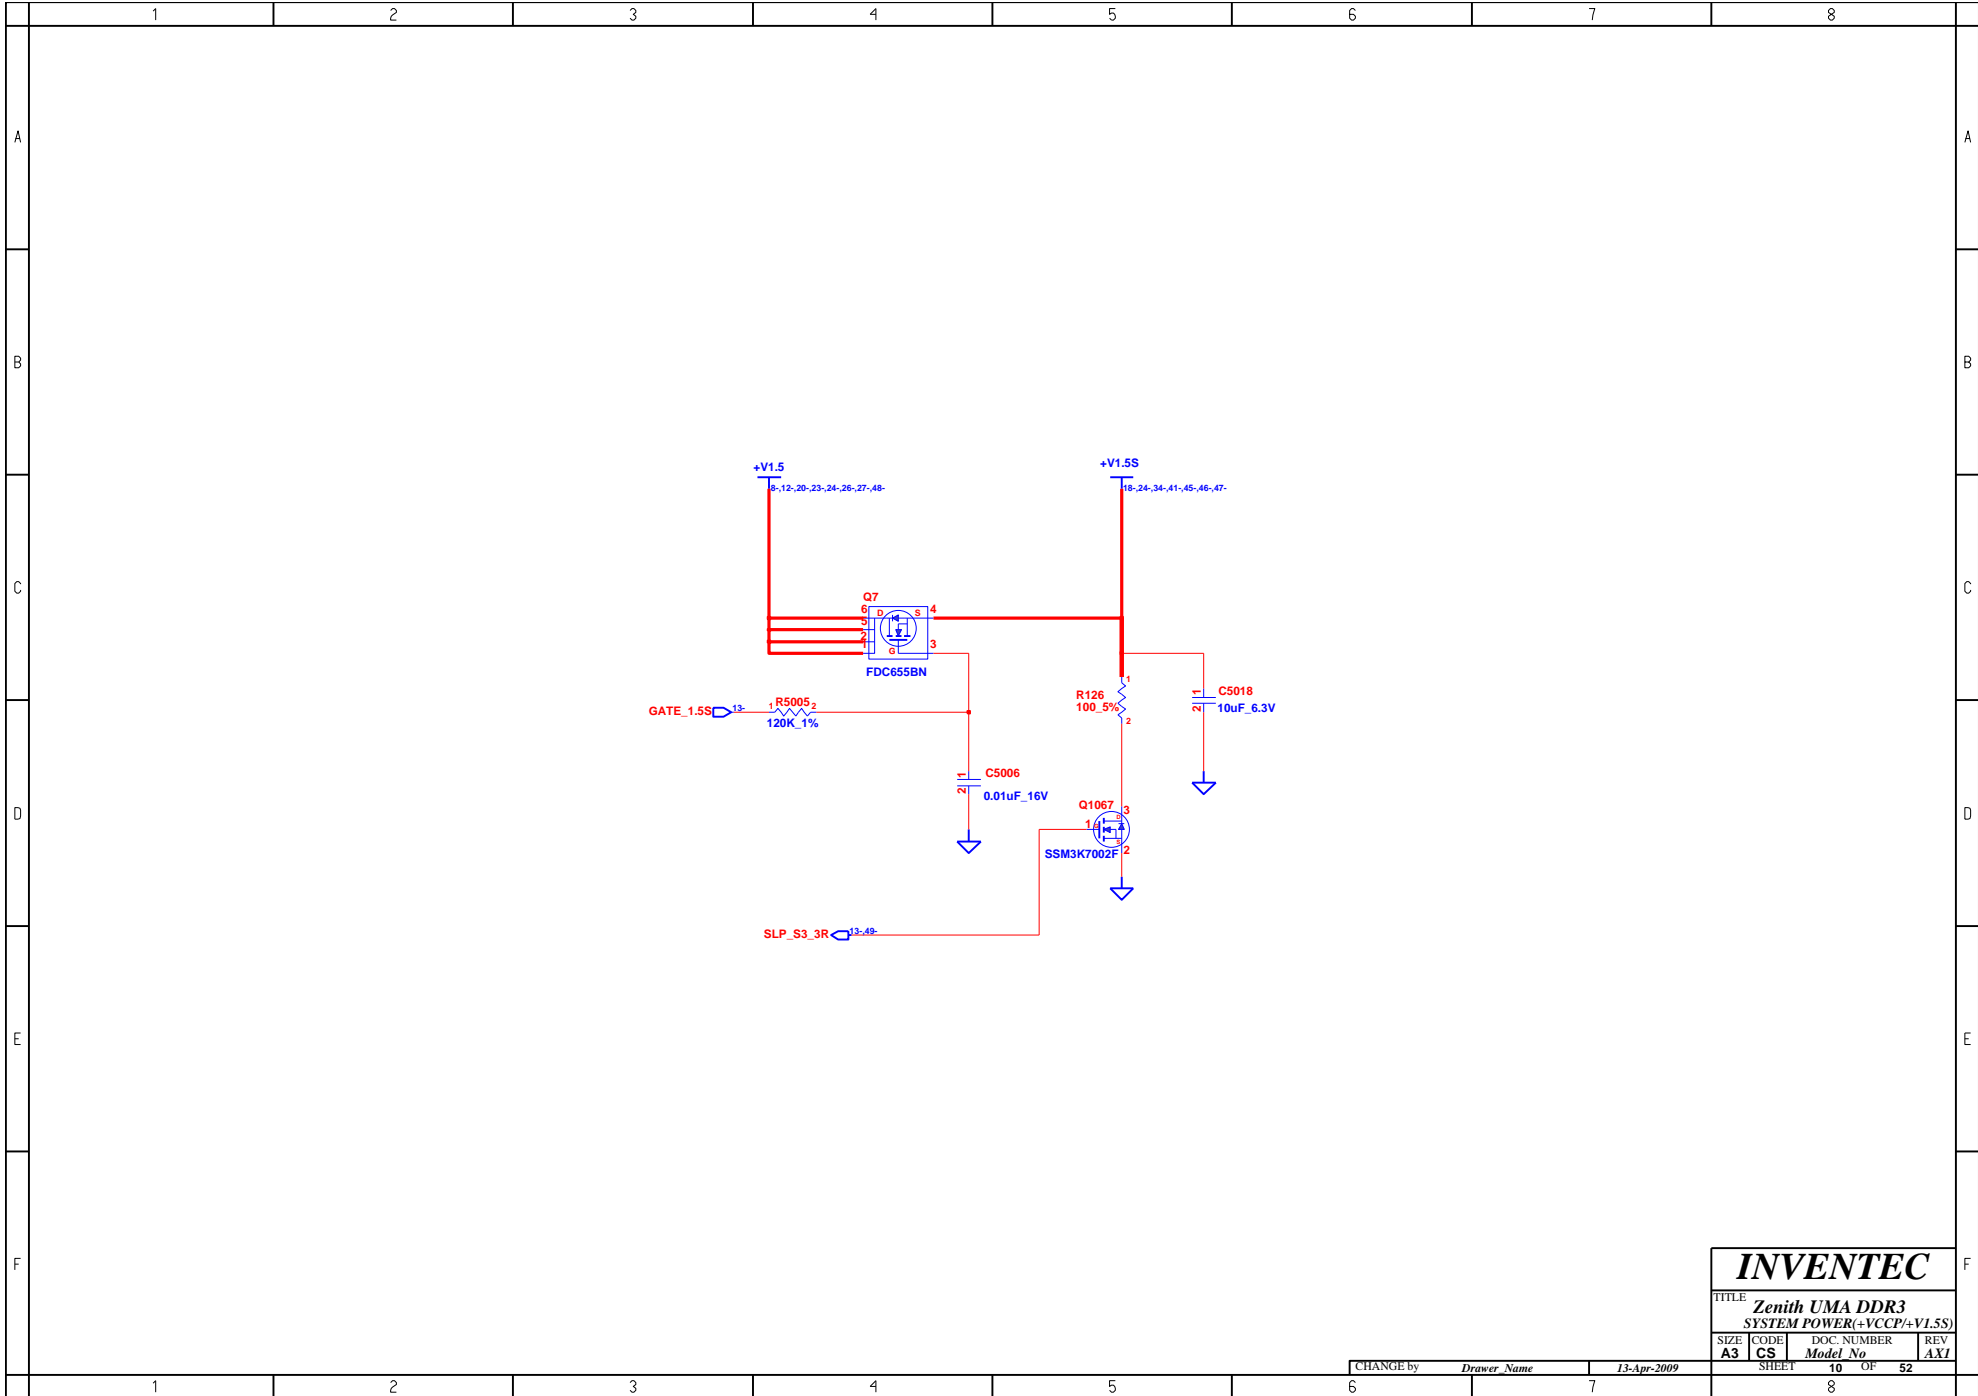 1 2 3 4 5 6 7 8
A A
B B
+V1.5 +V1.5S
8-,12-,20-,23-,24-,26-,27-,48- 18-,24-,34-,41-,45-,46-,47-
C C
Q7
6 D S 4
5
2
1 G 3
FDC655BN
GATE_1.5S 13- 1 R5005 2
120K_1%
R126 1
100_5%
2
1 C5018
2 10uF_6.3V
1 C5006
2 0.01uF_16V
D D
Q1067 3
1 D
S
SSM3K7002F 2
SLP_S3_3R 13-,49-
E E
F F
INVENTEC
TITLE
Zenith UMA DDR3
SYSTEM POWER(+VCCP/+V1.5S)
SIZE CODE DOC. NUMBER REV
A3 CS Model_No AX1
CHANGE by Drawer_Name 13-Apr-2009 SHEET 10 OF 52
1 2 3 4 5 6 7 8